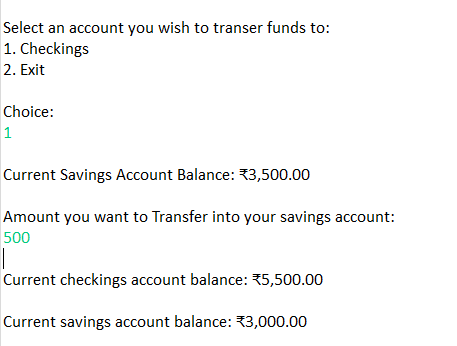 Select an account you wish to transer funds to:
1. Checkings
2. Exit
Choice:
1
Current Savings Account Balance: ₹3,500.00
Amount you want to Transfer into your savings account:
500
Current checkings account balance: ₹5,500.00
Current savings account balance: ₹3,000.00